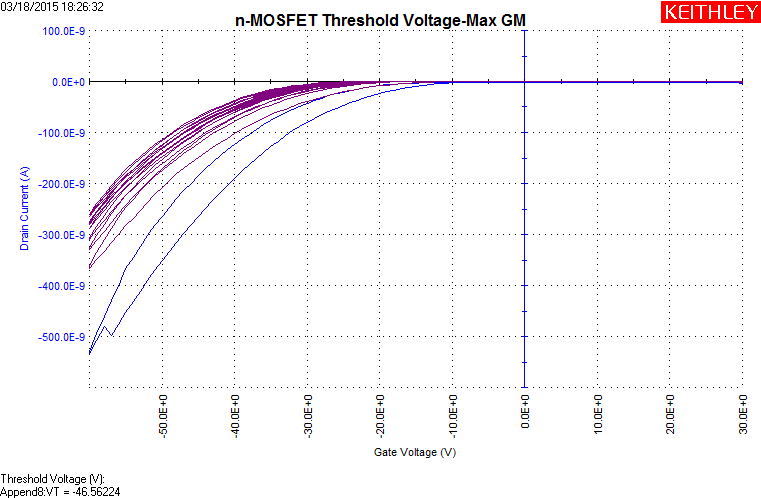 03/18/2015 18:26:32
n-MOSFET Threshold Voltage-Max GM
KEITHLEY
100.0E-9
0.0E+0
-100.0E-9
-200.0E-9
-300.0E-9
-400.0E-9
-500.0E-9
Drain Current (A)
-50.0E+0
-40.0E+0
-30.0E+0
-20.0E+0
-10.0E+0
0.0E+0
10.0E+0
20.0E+0
30.0E+0
Gate Voltage (V)
Threshold Voltage (V):
Append8:VT = -46.56224